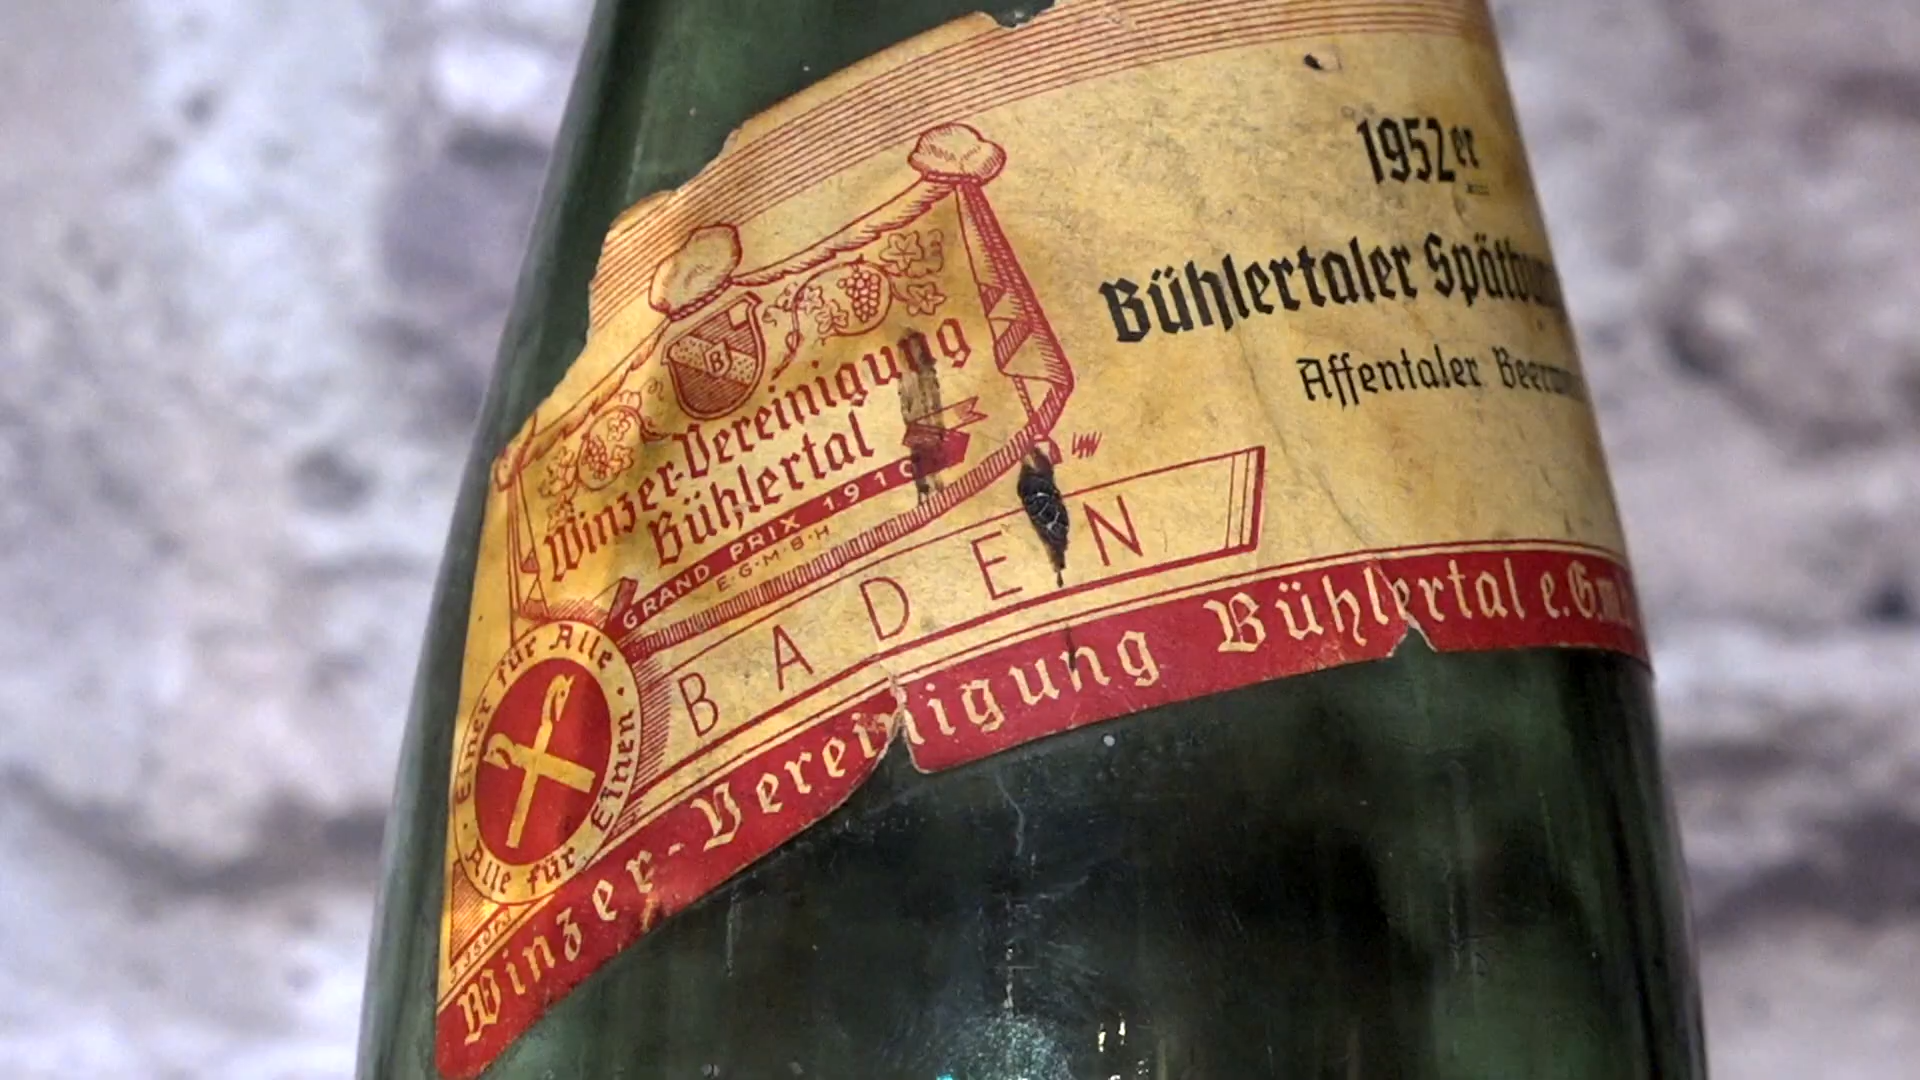 1952er
Bühlertaler
Affentaler
B
Winzer-Vereinigung
Bühlertal
GRAND PRIX 1910
E·G·M·B·H
BADEN
Einer für Alle · Alle für Einen ·
Winzer-Vereinigung Bühlertal e.G.m.